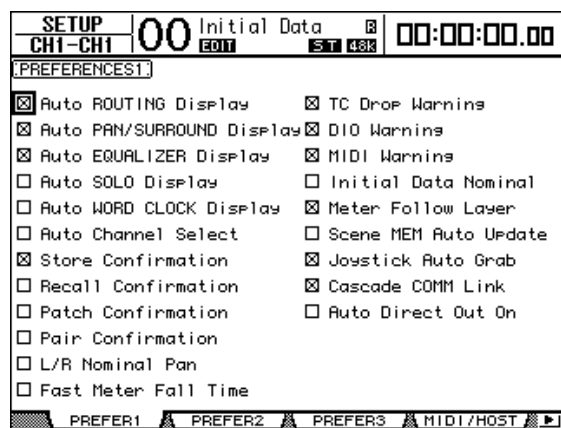 SETUP
CH1-CH1
00 Initial Data R
EDIT ST 48K
00:00:00.00
PREFERENCES1
Auto ROUTING Display
Auto PAN/SURROUND Display
Auto EQUALIZER Display
Auto SOLO Display
Auto WORD CLOCK Display
Auto Channel Select
Store Confirmation
Recall Confirmation
Patch Confirmation
Pair Confirmation
L/R Nominal Pan
Fast Meter Fall Time
TC Drop Warning
DIO Warning
MIDI Warning
Initial Data Nominal
Meter Follow Layer
Scene MEM Auto Update
Joystick Auto Grab
Cascade COMM Link
Auto Direct Out On
PREFER1 PREFER2 PREFER3 MIDI/HOST